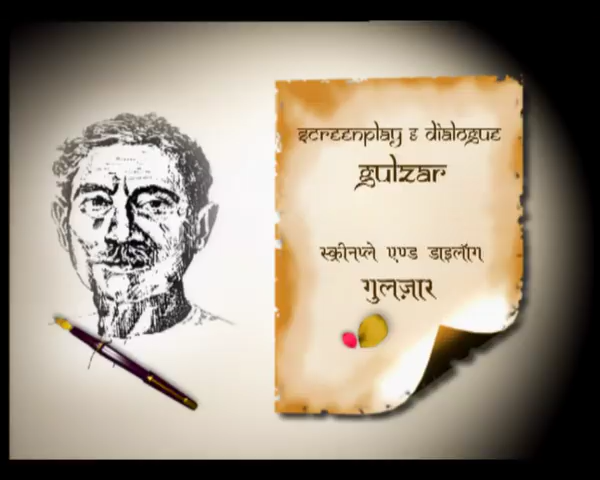 screenplay & dialogue
gulzar
स्क्रीनप्ले एण्ड डाइलॉग
गुलज़ार